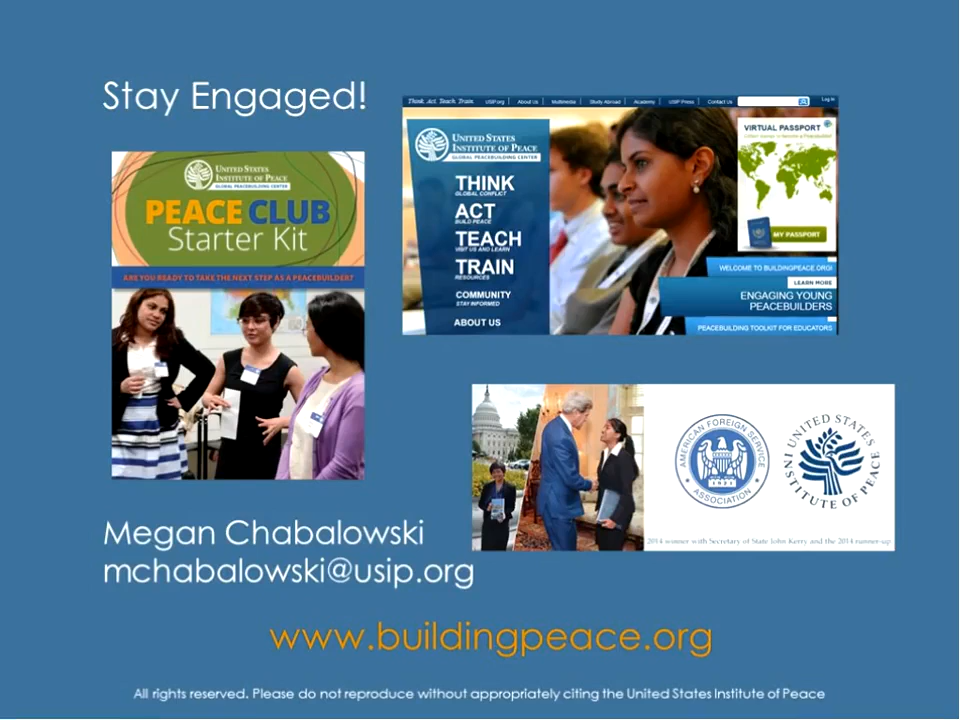 Stay Engaged!
UNITED STATES
INSTITUTE OF PEACE
GLOBAL PEACEBUILDING CENTER
PEACE CLUB
Starter Kit
ARE YOU READY TO TAKE THE NEXT STEP AS A PEACEBUILDER?
Think. Act. Teach. Train. USIP.org About Us Multimedia Study Abroad Academy USIP Press Contact Us Log In
UNITED STATES
INSTITUTE OF PEACE
GLOBAL PEACEBUILDING CENTER
THINK
GLOBAL CONFLICT
ACT
BUILD PEACE
TEACH
VISIT US AND LEARN
TRAIN
RESOURCES
COMMUNITY
STAY INFORMED
ABOUT US
VIRTUAL PASSPORT
MY PASSPORT
WELCOME TO BUILDINGPEACE.ORG!
LEARN MORE
ENGAGING YOUNG
PEACEBUILDERS
PEACEBUILDING TOOLKIT FOR EDUCATORS
AMERICAN FOREIGN SERVICE
ASSOCIATION
1924
UNITED STATES
INSTITUTE OF PEACE
2014 winner with Secretary of State John Kerry and the 2014 runner-up
Megan Chabalowski
mchabalowski@usip.org
www.buildingpeace.org
All rights reserved. Please do not reproduce without appropriately citing the United States Institute of Peace